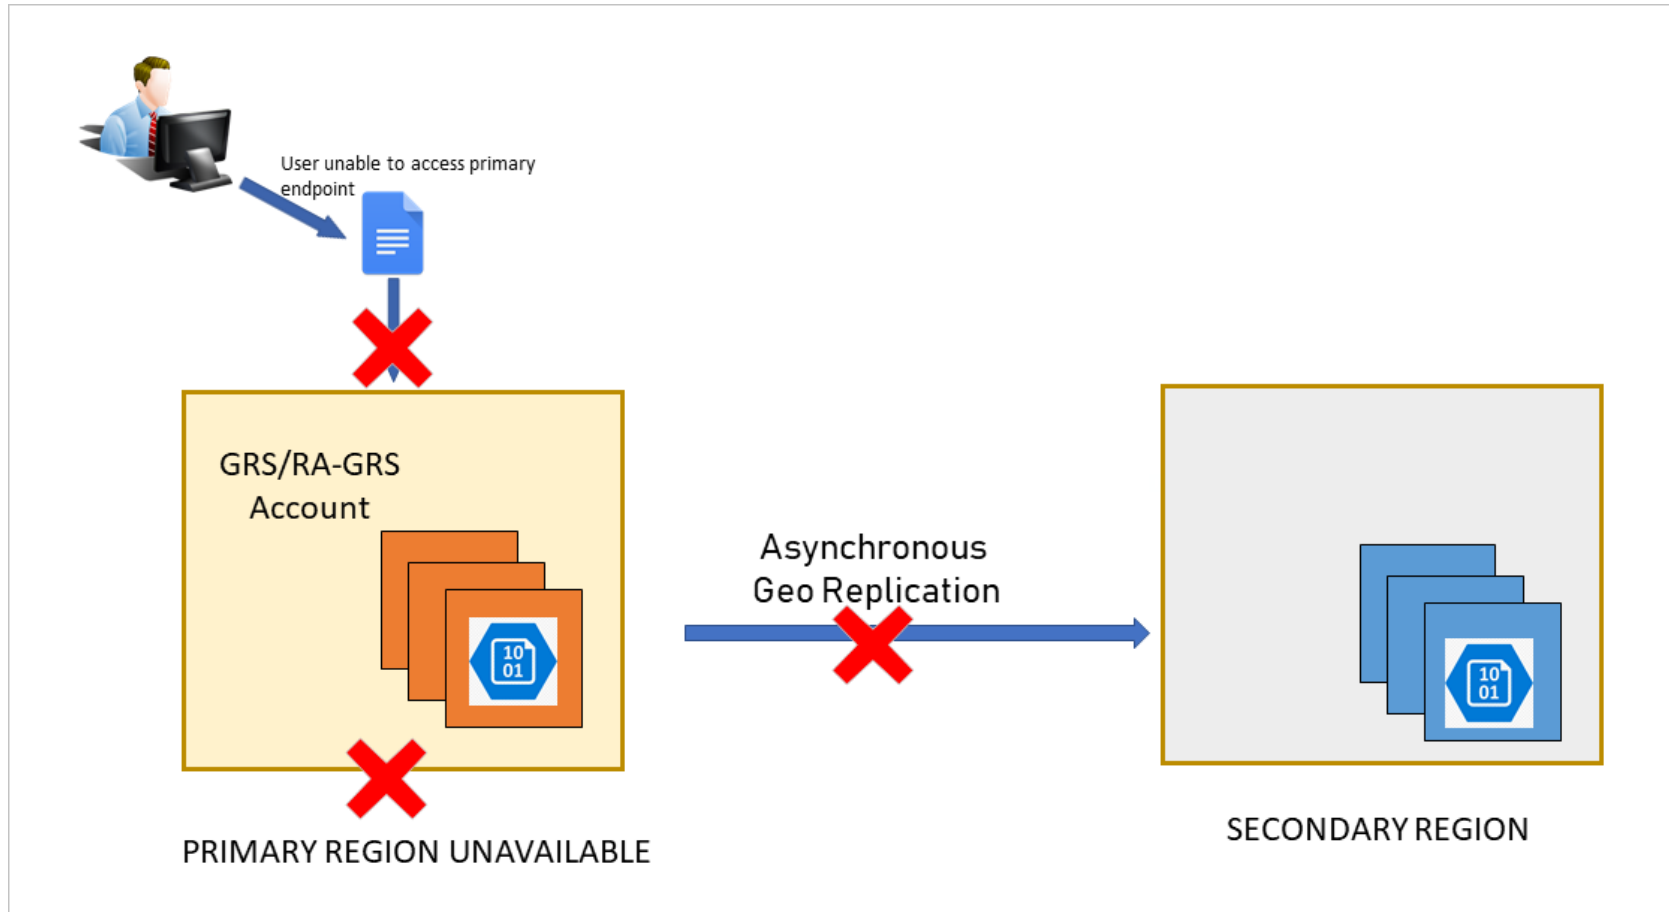 User unable to access primary
endpoint
GRS/RA-GRS
Account
10
01
Asynchronous
Geo Replication
10
01
PRIMARY REGION UNAVAILABLE
SECONDARY REGION